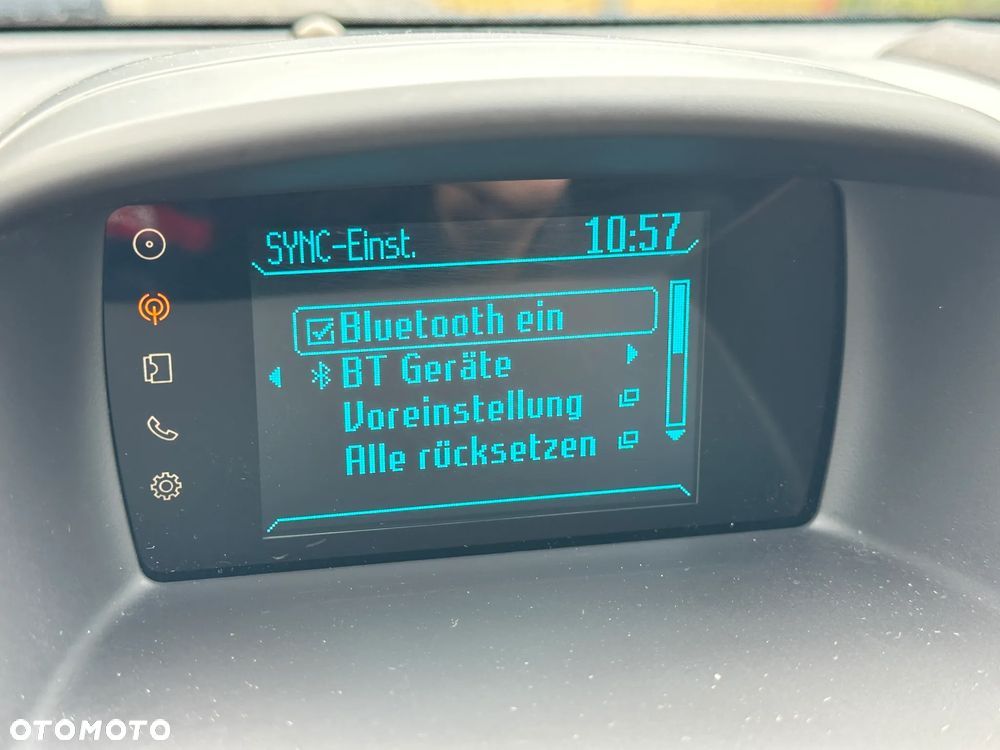 SYNC-Einst. 10:57
Bluetooth ein
BT Geräte
Voreinstellung
Alle rücksetzen
OTOMOTO